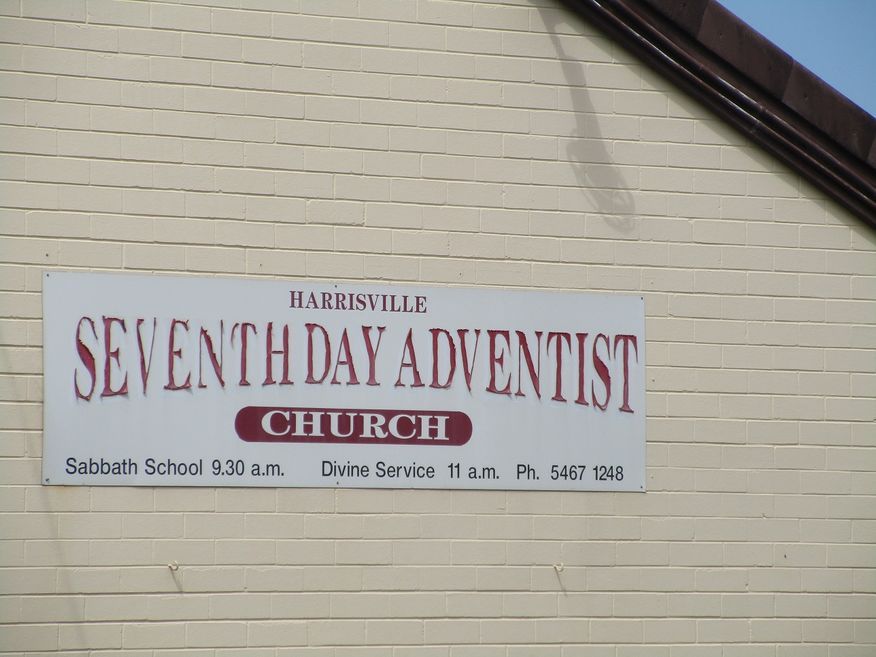 HARRISVILLE
SEVENTH DAY ADVENTIST
CHURCH
Sabbath School 9.30 a.m. Divine Service 11 a.m. Ph. 5467 1248